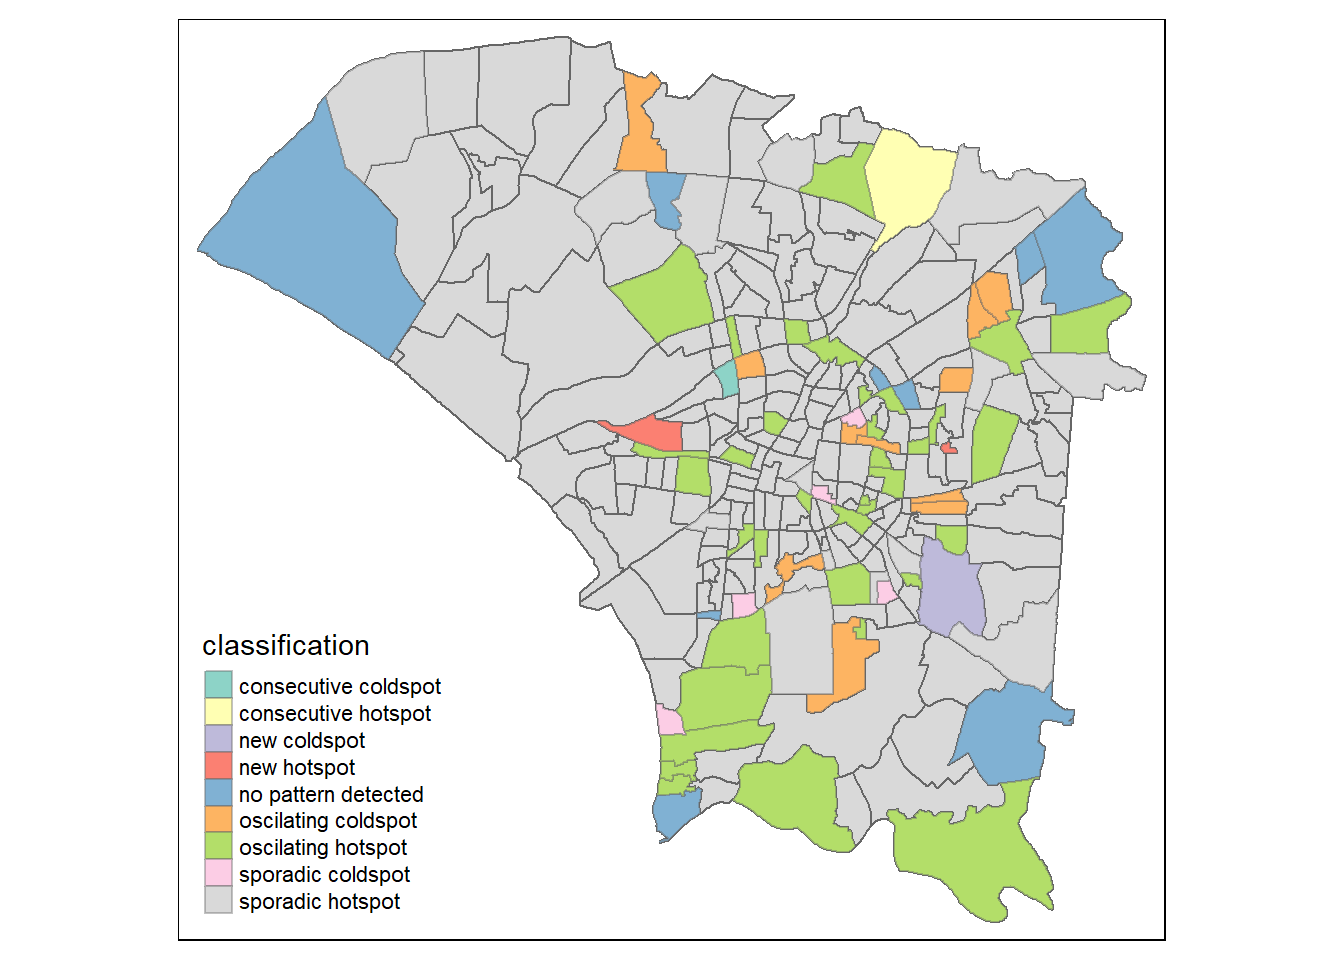 classification
consecutive coldspot
consecutive hotspot
new coldspot
new hotspot
no pattern detected
oscilating coldspot
oscilating hotspot
sporadic coldspot
sporadic hotspot